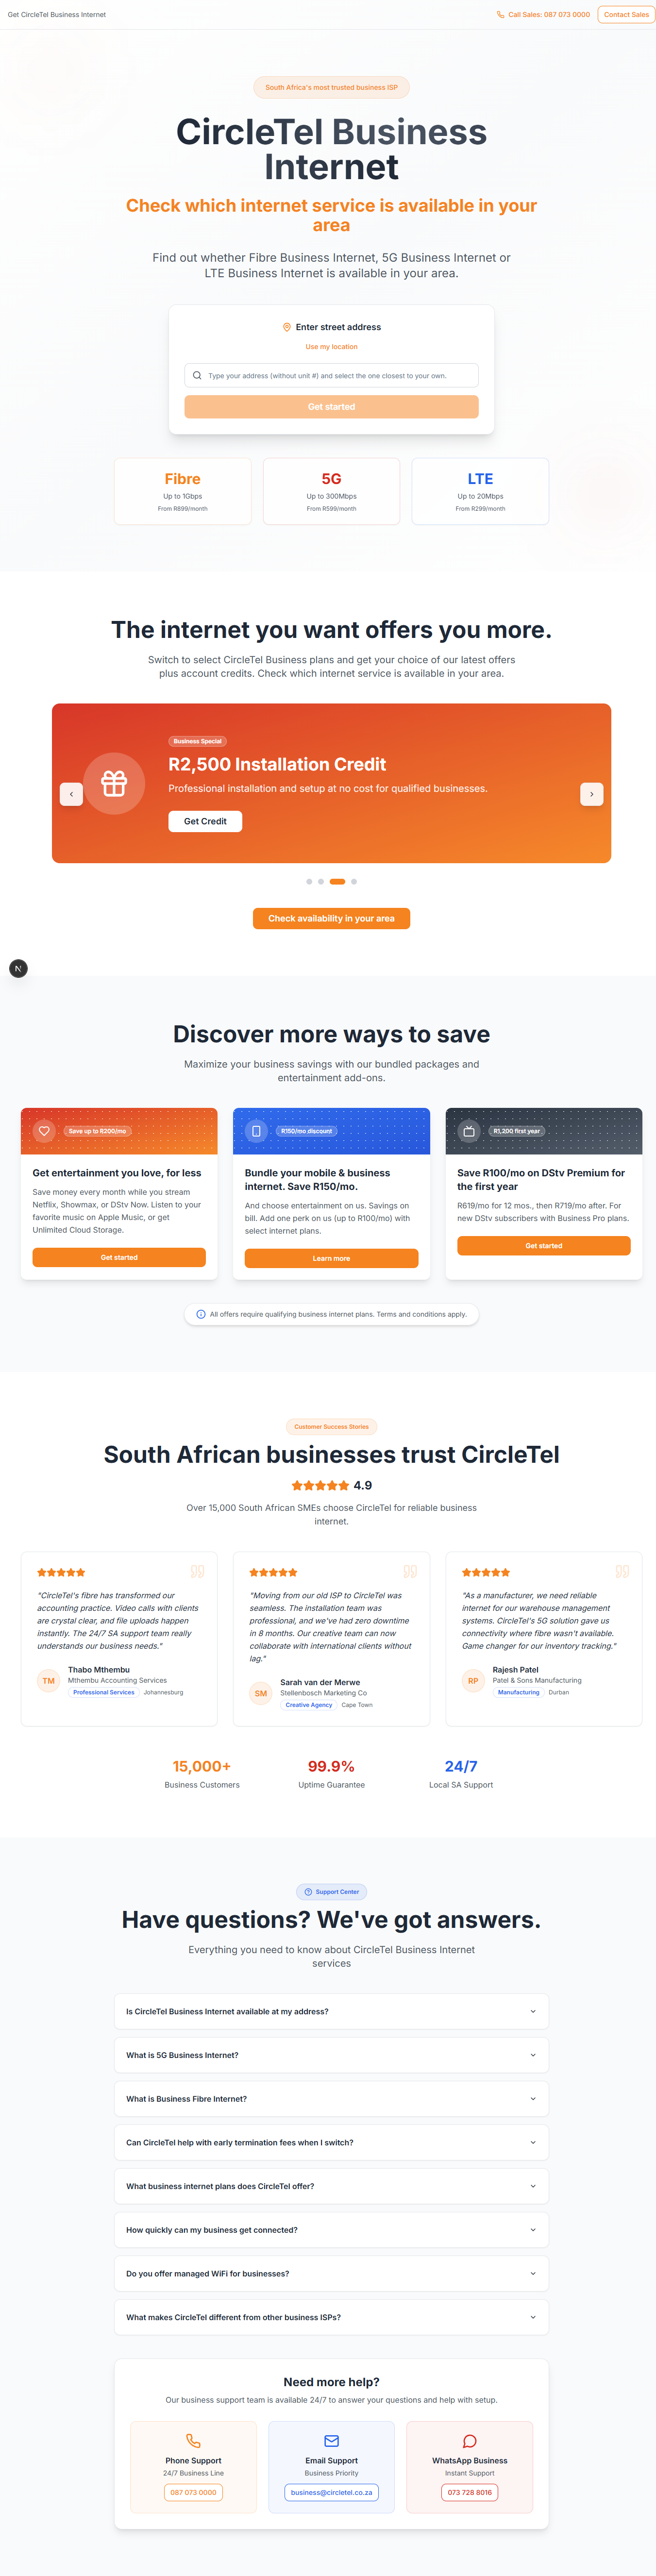 Get CircleTel Business Internet
Call Sales: 087 073 0000
Contact Sales
South Africa's most trusted business ISP
CircleTel Business
Internet
Check which internet service is available in your
area
Find out whether Fibre Business Internet, 5G Business Internet or
LTE Business Internet is available in your area.
Enter street address
Use my location
Type your address (without unit #) and select the one closest to your own.
Get started
Fibre
Up to 1Gbps
From R899/month
5G
Up to 300Mbps
From R599/month
LTE
Up to 20Mbps
From R299/month
The internet you want offers you more.
Switch to select CircleTel Business plans and get your choice of our latest offers
plus account credits. Check which internet service is available in your area.
Business Special
R2,500 Installation Credit
Professional installation and setup at no cost for qualified businesses.
Get Credit
‹
›
Check availability in your area
N
Discover more ways to save
Maximize your business savings with our bundled packages and
entertainment add-ons.
Save up to R200/mo
Get entertainment you love, for less
Save money every month while you stream
Netflix, Showmax, or DStv Now. Listen to your
favorite music on Apple Music, or get
Unlimited Cloud Storage.
Get started
R150/mo discount
Bundle your mobile & business
internet. Save R150/mo.
And choose entertainment on us. Savings on
bill. Add one perk on us (up to R100/mo) with
select internet plans.
Learn more
R1,200 first year
Save R100/mo on DStv Premium for
the first year
R619/mo for 12 mos., then R719/mo after. For
new DStv subscribers with Business Pro plans.
Get started
All offers require qualifying business internet plans. Terms and conditions apply.
Customer Success Stories
South African businesses trust CircleTel
4.9
Over 15,000 South African SMEs choose CircleTel for reliable business
internet.
"CircleTel's fibre has transformed our
accounting practice. Video calls with clients
are crystal clear, and file uploads happen
instantly. The 24/7 SA support team really
understands our business needs."
TM
Thabo Mthembu
Mthembu Accounting Services
Professional Services Johannesburg
"Moving from our old ISP to CircleTel was
seamless. The installation team was
professional, and we've had zero downtime
in 8 months. Our creative team can now
collaborate with international clients without
lag."
SM
Sarah van der Merwe
Stellenbosch Marketing Co
Creative Agency Cape Town
"As a manufacturer, we need reliable
internet for our warehouse management
systems. CircleTel's 5G solution gave us
connectivity where fibre wasn't available.
Game changer for our inventory tracking."
RP
Rajesh Patel
Patel & Sons Manufacturing
Manufacturing Durban
15,000+
Business Customers
99.9%
Uptime Guarantee
24/7
Local SA Support
Support Center
Have questions? We've got answers.
Everything you need to know about CircleTel Business Internet
services
Is CircleTel Business Internet available at my address?
What is 5G Business Internet?
What is Business Fibre Internet?
Can CircleTel help with early termination fees when I switch?
What business internet plans does CircleTel offer?
How quickly can my business get connected?
Do you offer managed WiFi for businesses?
What makes CircleTel different from other business ISPs?
Need more help?
Our business support team is available 24/7 to answer your questions and help with setup.
Phone Support
24/7 Business Line
087 073 0000
Email Support
Business Priority
business@circletel.co.za
WhatsApp Business
Instant Support
073 728 8016